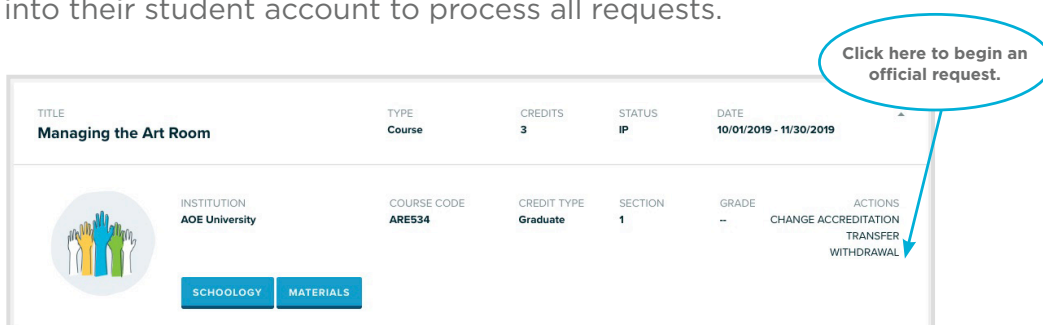 into their student account to process all requests.
Click here to begin an
official request.
TITLE TYPE CREDITS STATUS DATE
Managing the Art Room Course 3 IP 10/01/2019 - 11/30/2019
INSTITUTION COURSE CODE CREDIT TYPE SECTION GRADE ACTIONS
AOE University ARE534 Graduate 1 -- CHANGE ACCREDITATION
TRANSFER
WITHDRAWAL
SCHOOLOGY MATERIALS